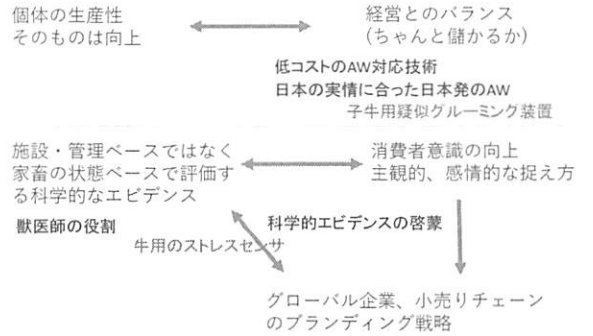 個体の生産性
そのものは向上
経営とのバランス
(ちゃんと儲かるか)
低コストのAW対応技術
日本の実情に合った日本発のAW
子牛用疑似グルーミング装置
施設・管理ベースではなく
家畜の状態ベースで評価す
る科学的なエビデンス
消費者意識の向上
主観的、感情的な捉え方
獣医師の役割
科学的エビデンスの啓蒙
牛用のストレスセンサ
グローバル企業、小売りチェーン
のブランディング戦略